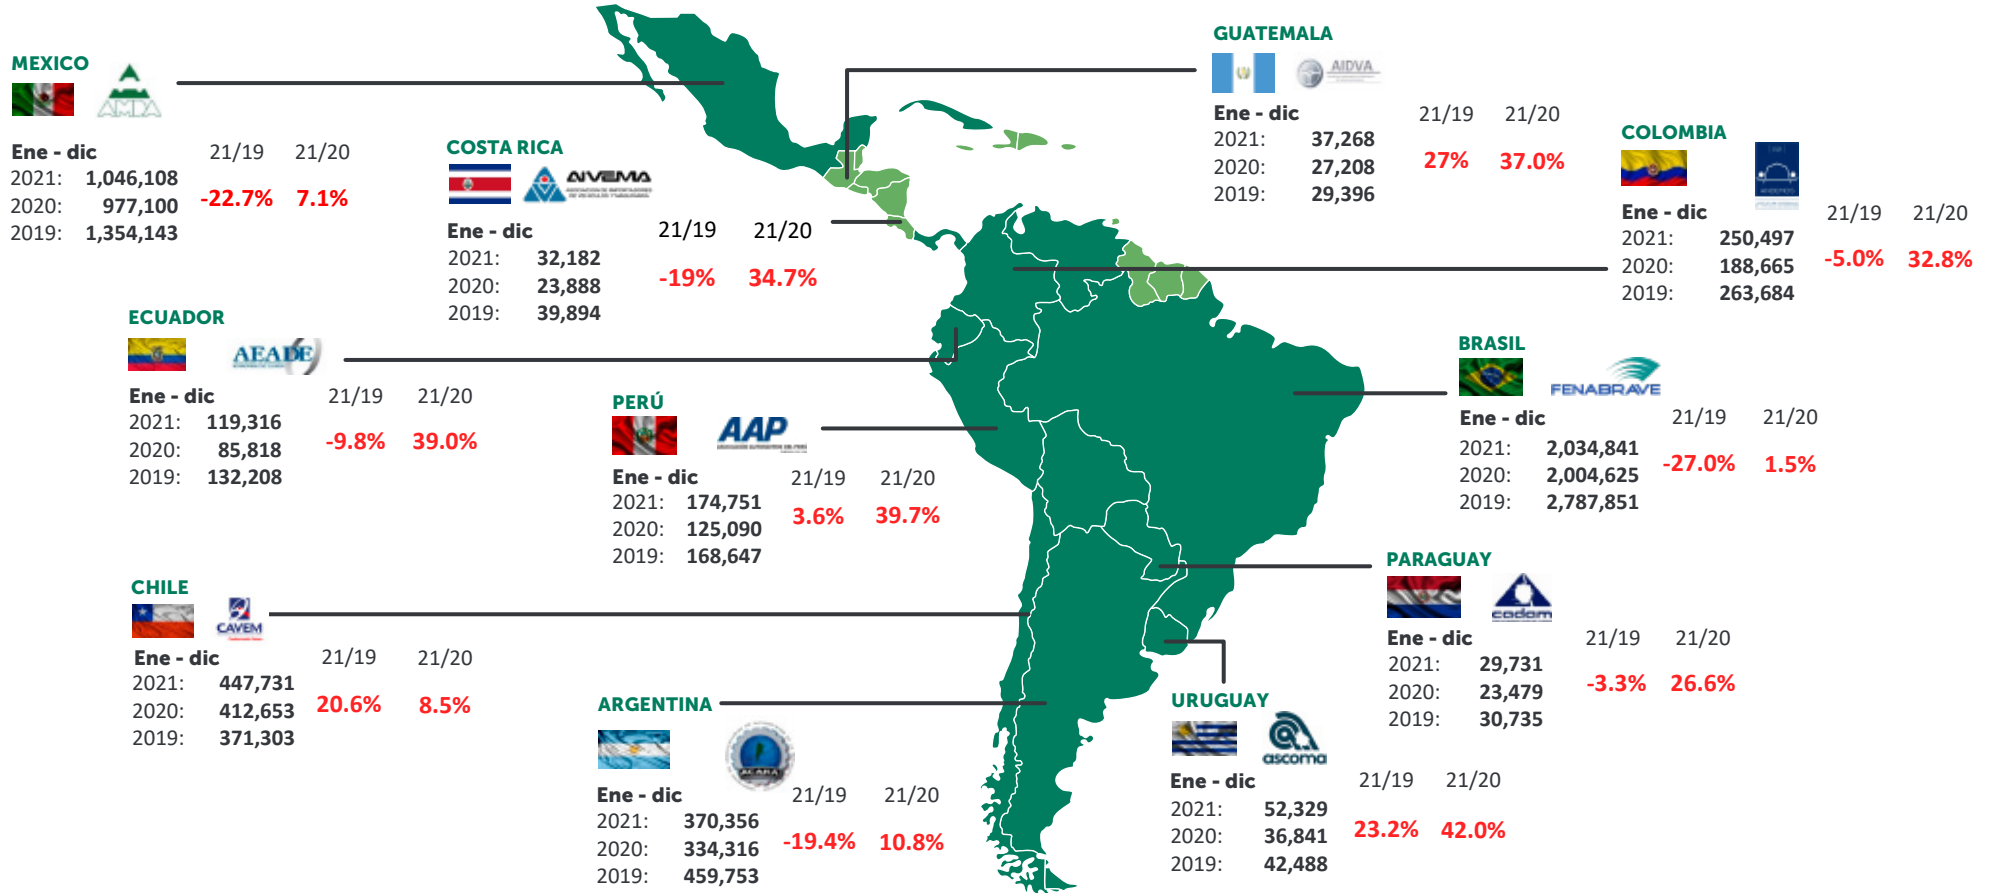 MEXICO
AMDA
Ene - dic 21/19 21/20
2021: 1,046,108
2020: 977,100
2019: 1,354,143
-22.7% 7.1%
COSTA RICA
AIVEMA
Ene - dic 21/19 21/20
2021: 32,182
2020: 23,888
2019: 39,894
-19% 34.7%
GUATEMALA
AIDVA
Ene - dic 21/19 21/20
2021: 37,268
2020: 27,208
2019: 29,396
27% 37.0%
COLOMBIA
Ene - dic 21/19 21/20
2021: 250,497
2020: 188,665
2019: 263,684
-5.0% 32.8%
ECUADOR
AEADE
Ene - dic 21/19 21/20
2021: 119,316
2020: 85,818
2019: 132,208
-9.8% 39.0%
PERÚ
AAP
Ene - dic 21/19 21/20
2021: 174,751
2020: 125,090
2019: 168,647
3.6% 39.7%
BRASIL
FENABRAVE
Ene - dic 21/19 21/20
2021: 2,034,841
2020: 2,004,625
2019: 2,787,851
-27.0% 1.5%
CHILE
CAVEM
Ene - dic 21/19 21/20
2021: 447,731
2020: 412,653
2019: 371,303
20.6% 8.5%
ARGENTINA
ACARA
Ene - dic 21/19 21/20
2021: 370,356
2020: 334,316
2019: 459,753
-19.4% 10.8%
URUGUAY
ascoma
Ene - dic 21/19 21/20
2021: 52,329
2020: 36,841
2019: 42,488
23.2% 42.0%
PARAGUAY
cadam
Ene - dic 21/19 21/20
2021: 29,731
2020: 23,479
2019: 30,735
-3.3% 26.6%